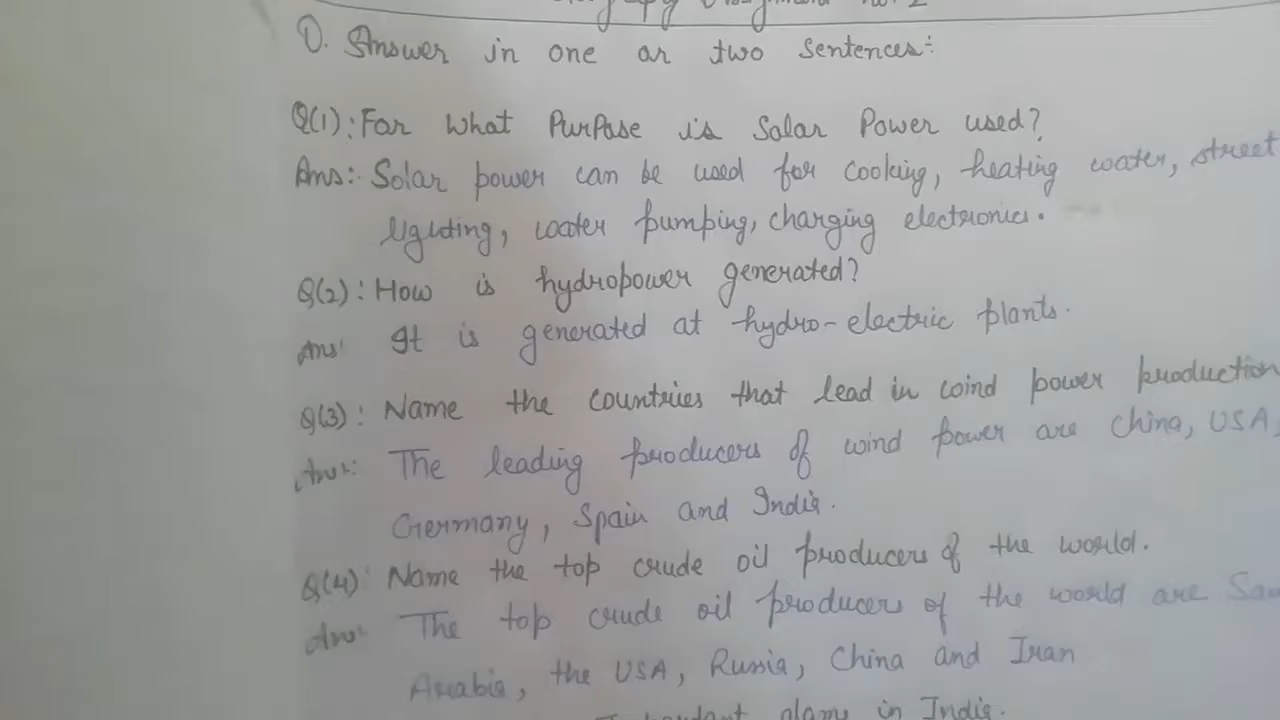 D. Answer in one or two sentences:
Q(1): For what Purpose is Solar Power used?
Ans:- Solar power can be used for cooking, heating water, street
lighting, water pumping, charging electronics.
Q(2): How is hydropower generated?
Ans: It is generated at hydro-electric plants.
Q(3): Name the countries that lead in wind power production
Ans: The leading producers of wind power are China, USA,
Germany, Spain and India.
Q(4): Name the top crude oil producers of the world.
Ans: The top crude oil producers of the world are
Arabia, the USA, Russia, China and Iran
in India.